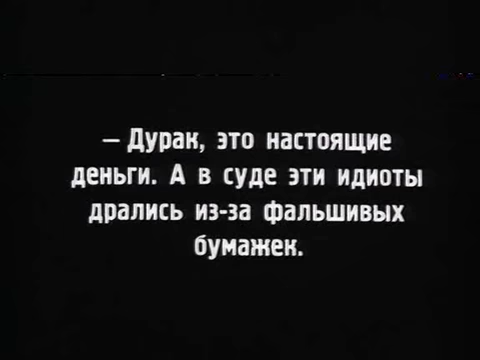 – Дурак, это настоящие
деньги. А в суде эти идиоты
дрались из-за фальшивых
бумажек.